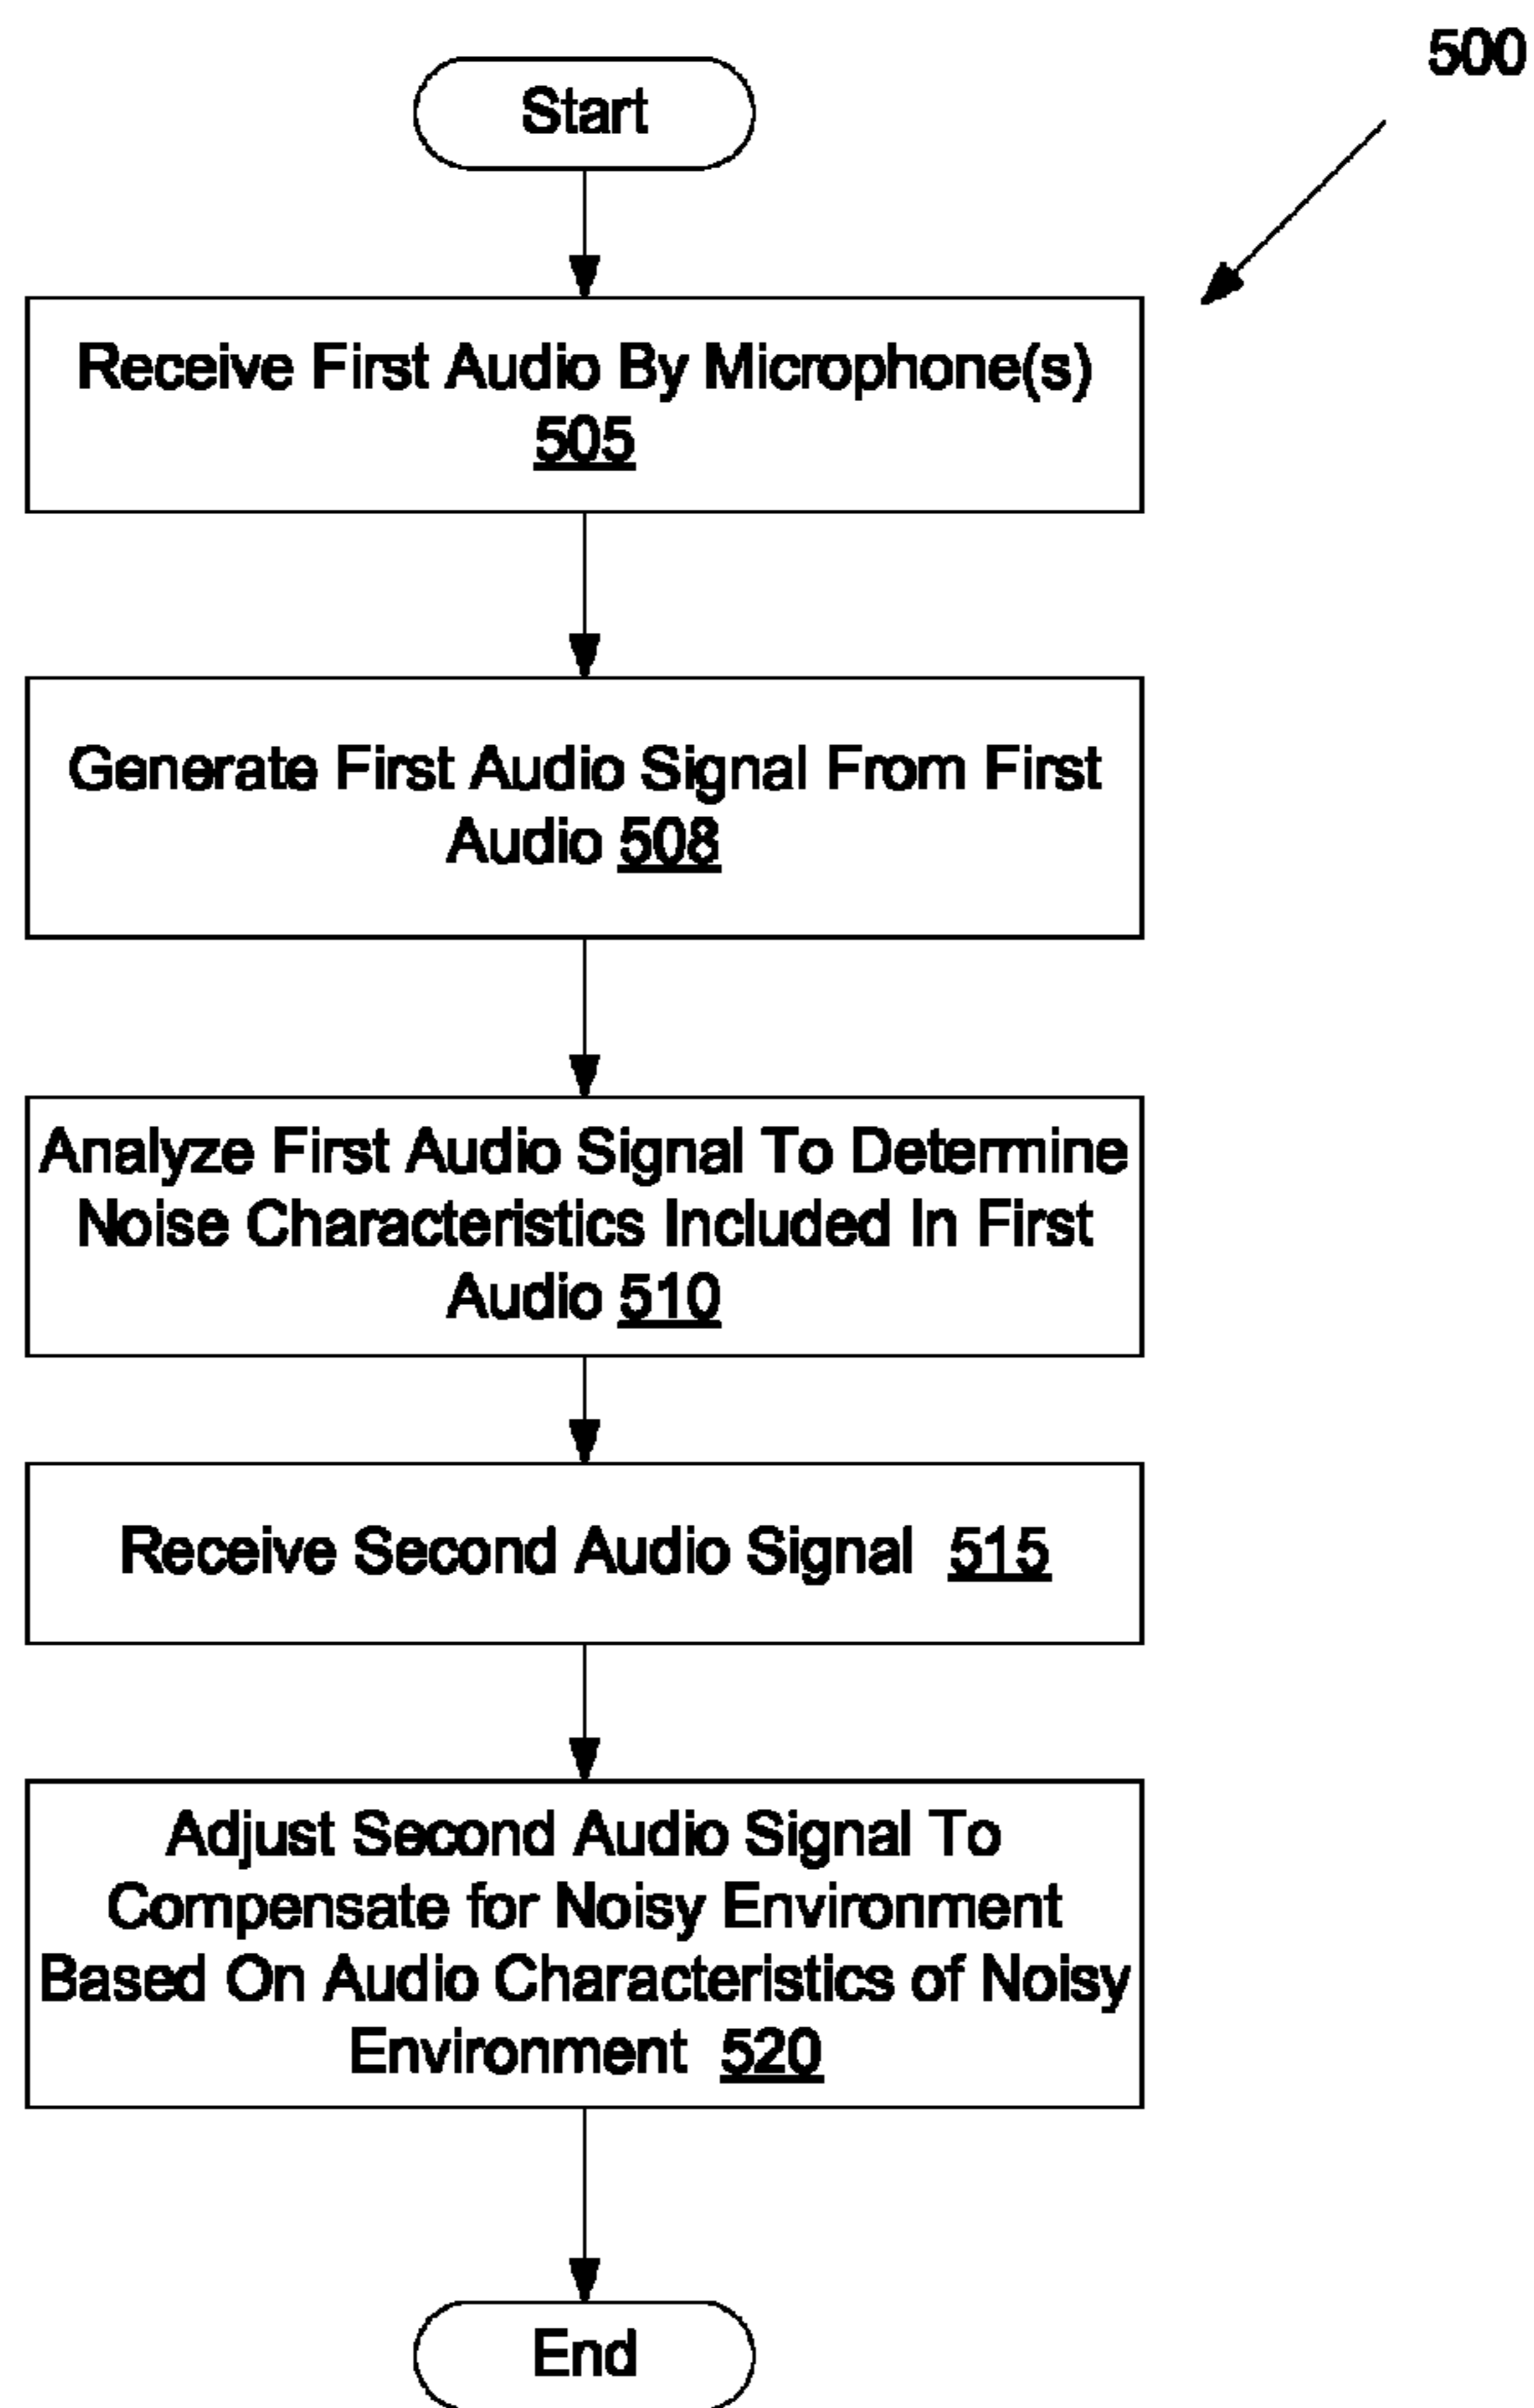 500
Start
Receive First Audio By Microphone(s)
505
Generate First Audio Signal From First
Audio 508
Analyze First Audio Signal To Determine
Noise Characteristics Included In First
Audio 510
Receive Second Audio Signal 515
Adjust Second Audio Signal To
Compensate for Noisy Environment
Based On Audio Characteristics of Noisy
Environment 520
End